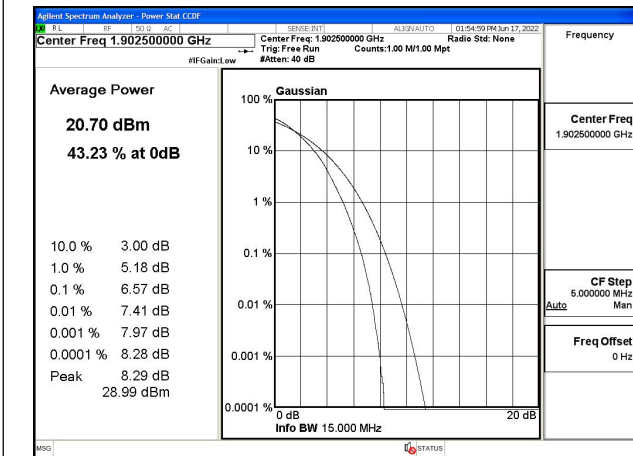 Agilent Spectrum Analyzer - Power Stat CCDF
LXI RL RF 50 Ω AC SENSE:INT ALIGNAUTO 01:54:59 PM Jun 17, 2022
Center Freq 1.902500000 GHz
Center Freq: 1.902500000 GHz Radio Std: None
Trig: Free Run Counts:1.00 M/1.00 Mpt
#IFGain:Low #Atten: 40 dB
Frequency
Average Power
20.70 dBm
43.23 % at 0dB
10.0 % 3.00 dB
1.0 % 5.18 dB
0.1 % 6.57 dB
0.01 % 7.41 dB
0.001 % 7.97 dB
0.0001 % 8.28 dB
Peak 8.29 dB
28.99 dBm
Gaussian
100 %
10 %
1 %
0.1 %
0.01 %
0.001 %
0.0001 %
0 dB 20 dB
Info BW 15.000 MHz
Center Freq
1.902500000 GHz
CF Step
5.000000 MHz
Auto Man
Freq Offset
0 Hz
MSG STATUS